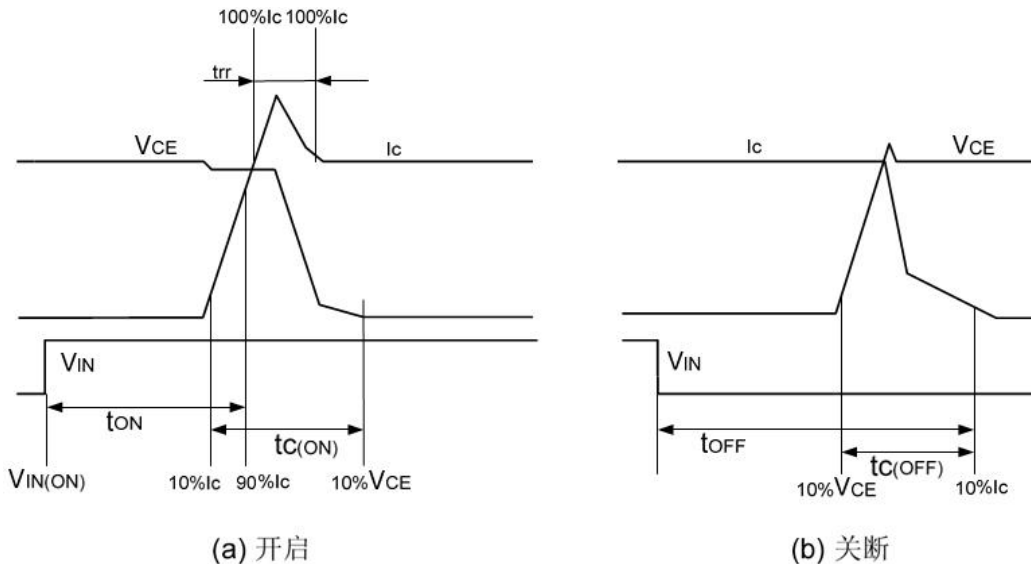 100%Ic 100%Ic
trr
VCE Ic
VIN
tON
tC(ON)
VIN(ON) 10%Ic 90%Ic 10%VCE
(a) 开启
Ic VCE
VIN
tOFF
tC(OFF)
10%VCE 10%Ic
(b) 关断